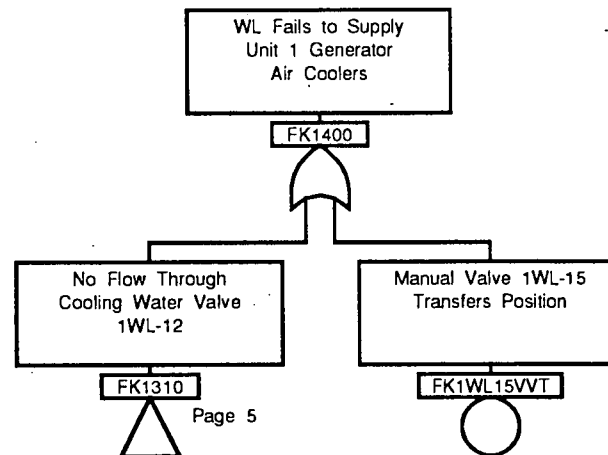 WL Fails to Supply
Unit 1 Generator
Air Coolers
FK1400
No Flow Through
Cooling Water Valve
1WL-12
Manual Valve 1WL-15
Transfers Position
FK1310
FK1WL15VVT
Page 5